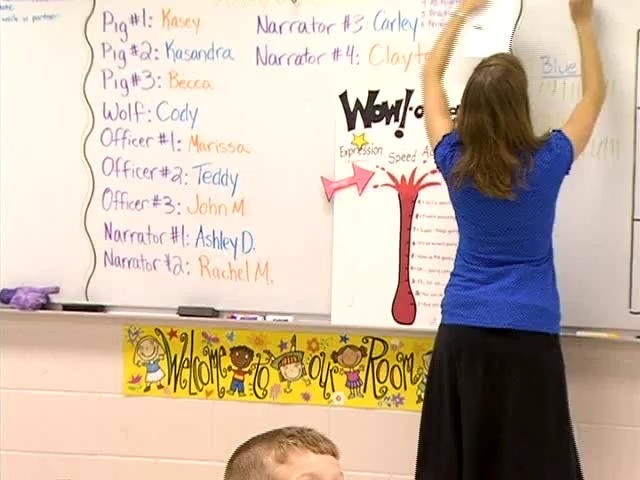 work w/ partner
Pig #1: Kasey
Pig #2: Kasandra
Pig #3: Becca
Wolf: Cody
Officer #1: Marissa
Officer #2: Teddy
Officer #3: John M.
Narrator #1: Ashley D.
Narrator #2: Rachel M.
Narrator #3: Carley
Narrator #4: Clayt
Wow!
Expression Speed
Blue
Welcome to our Room